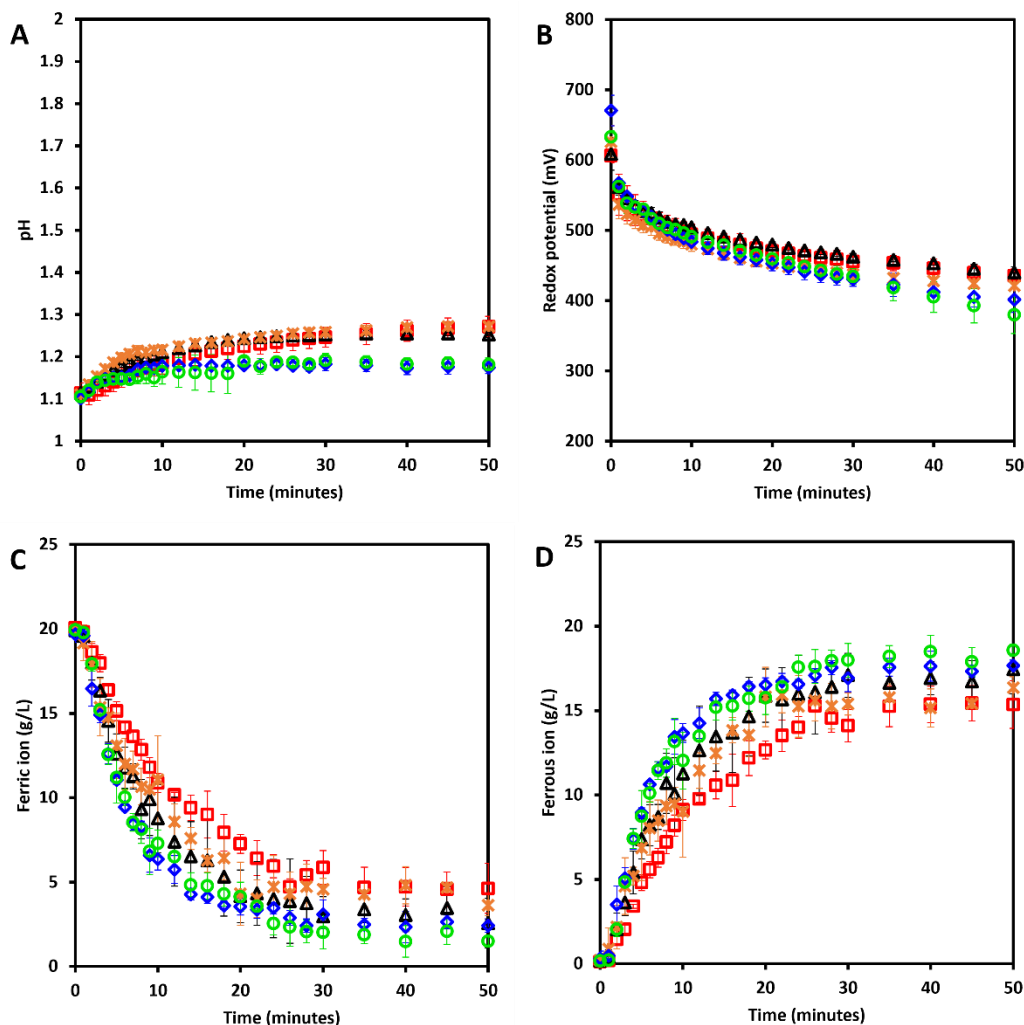 A
pH
2
1.9
1.8
1.7
1.6
1.5
1.4
1.3
1.2
1.1
1
0 10 20 30 40 50
Time (minutes)
B
Redox potential (mV)
800
700
600
500
400
300
200
0 10 20 30 40 50
Time (minutes)
C
Ferric ion (g/L)
25
20
15
10
5
0
0 10 20 30 40 50
Time (minutes)
D
Ferrous ion (g/L)
25
20
15
10
5
0
0 10 20 30 40 50
Time (minutes)